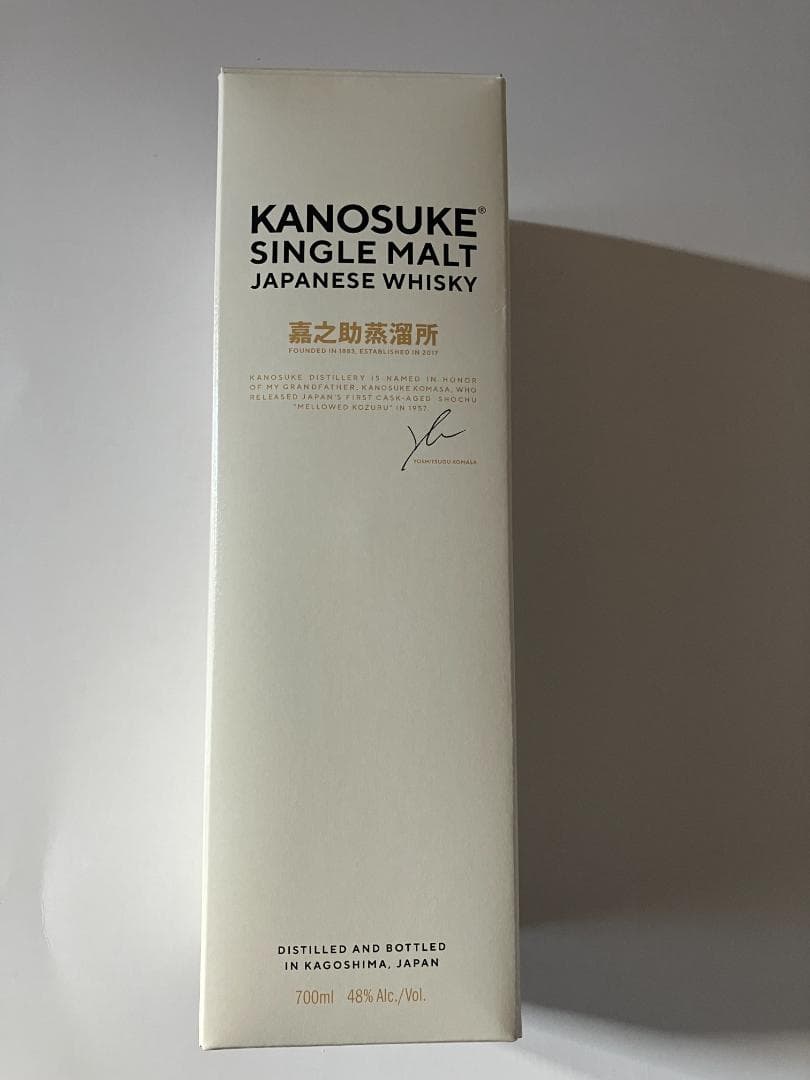 KANOSUKE®
SINGLE MALT
JAPANESE WHISKY
嘉之助蒸溜所
FOUNDED IN 1883, ESTABLISHED IN 2017
KANOSUKE DISTILLERY IS NAMED IN HONOR
OF MY GRANDFATHER, KANOSUKE KOMASA, WHO
RELEASED JAPAN'S FIRST CASK-AGED SHOCHU
"MELLOWED KOZURU" IN 1957.
YOSHITSUGU KOMASA
DISTILLED AND BOTTLED
IN KAGOSHIMA, JAPAN
700ml 48% Alc./Vol.